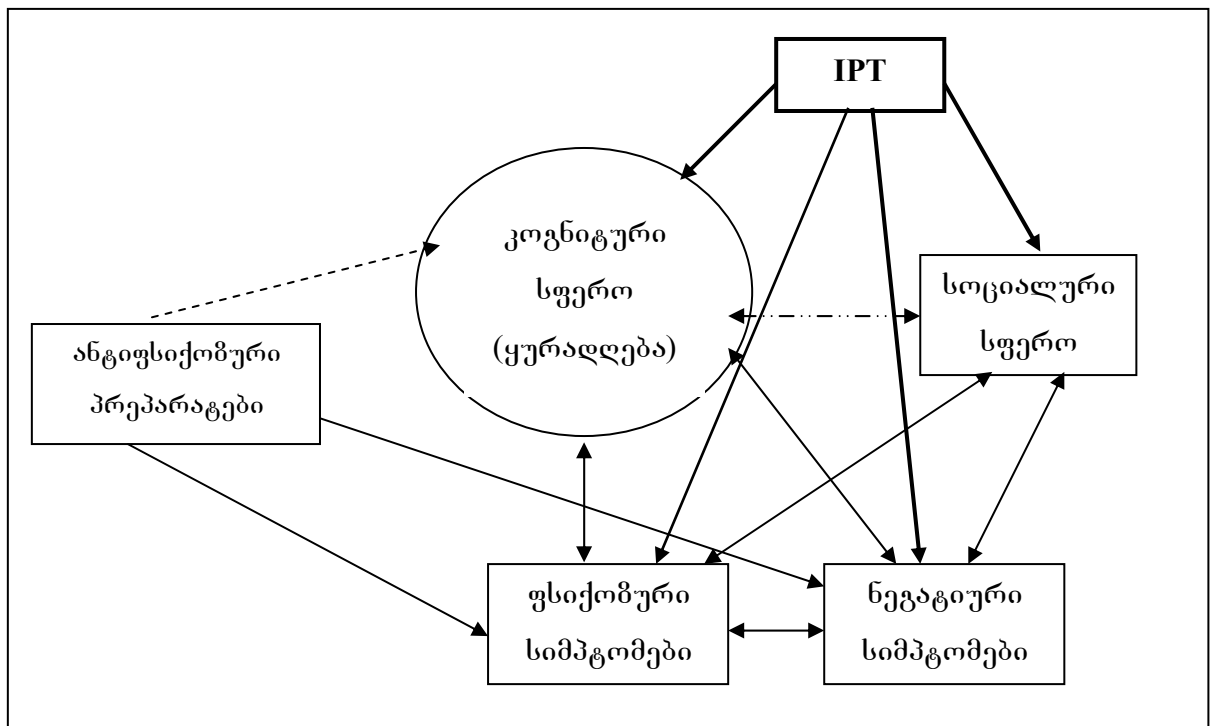 IPT
კოგნიტური
სფერო
(ყურადღება)
სოციალური
სფერო
ანტიფსიქოზური
პრეპარატები
ფსიქოზური
სიმპტომები
ნეგატიური
სიმპტომები